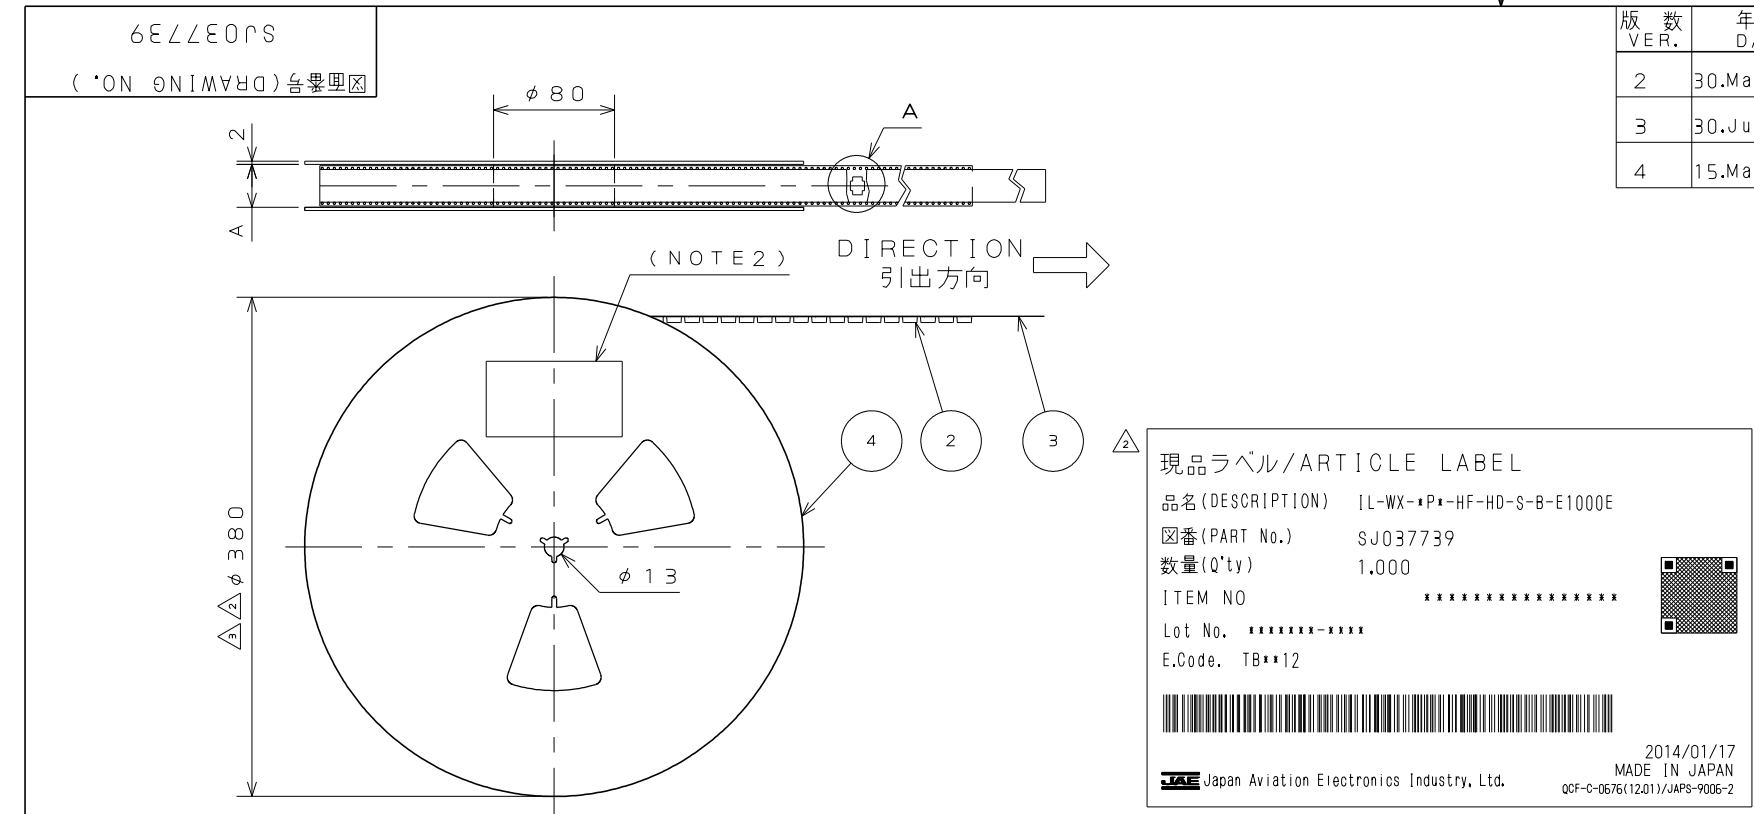 SJ037739
図面番号(DRAWING NO.)
版数 年
VER. D
2 30.Ma
3 30.Ju
4 15.Ma
φ80
A
2
A
(NOTE2)
DIRECTION
引出方向
4
2
3
2
φ380
2
3
φ13
現品ラベル/ARTICLE LABEL
品名(DESCRIPTION) IL-WX-*P*-HF-HD-S-B-E1000E
図番(PART No.) SJ037739
数量(Q'ty) 1.000
ITEM NO ****************
Lot No. *******-****
E.Code. TB**12
2014/01/17
MADE IN JAPAN
JAE Japan Aviation Electronics Industry, Ltd.
QCF-C-0676(12.01)/JAPS-9006-2